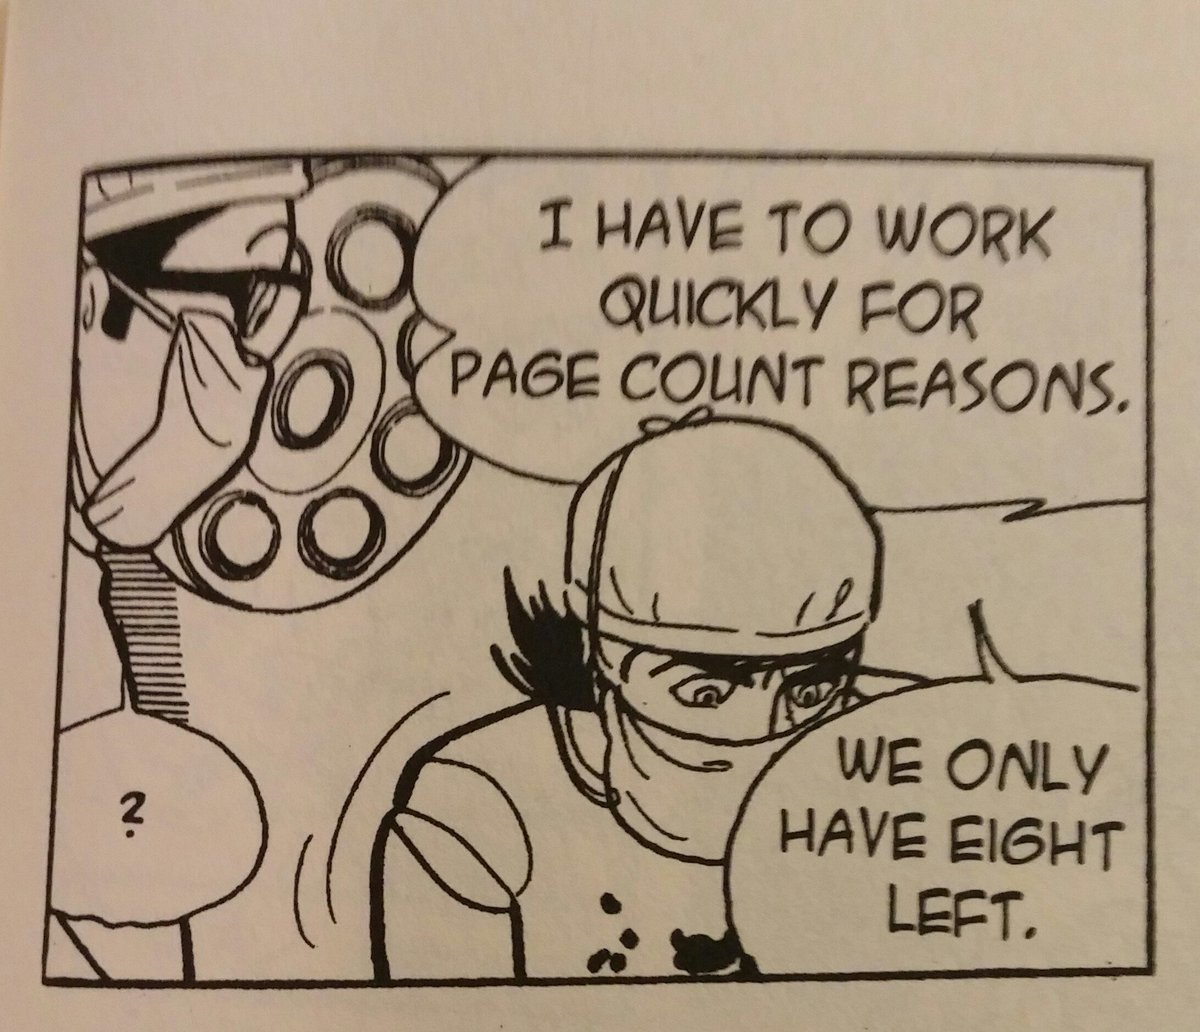 I HAVE TO WORK
QUICKLY FOR
PAGE COUNT REASONS.
?
WE ONLY
HAVE EIGHT
LEFT.